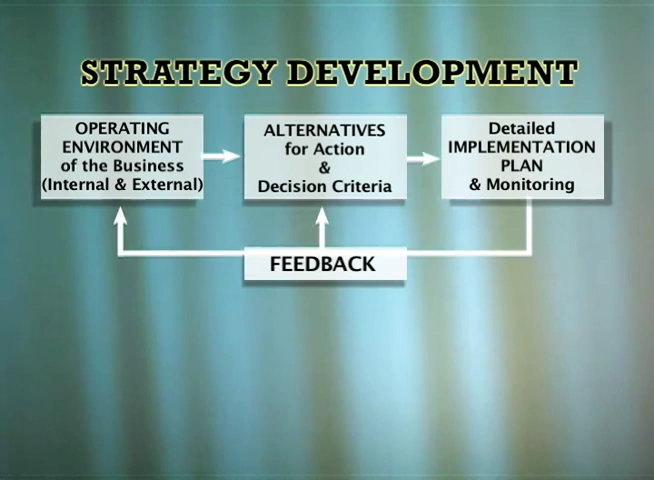 STRATEGY DEVELOPMENT
OPERATING
ENVIRONMENT
of the Business
(Internal & External)
ALTERNATIVES
for Action
&
Decision Criteria
Detailed
IMPLEMENTATION
PLAN
& Monitoring
FEEDBACK